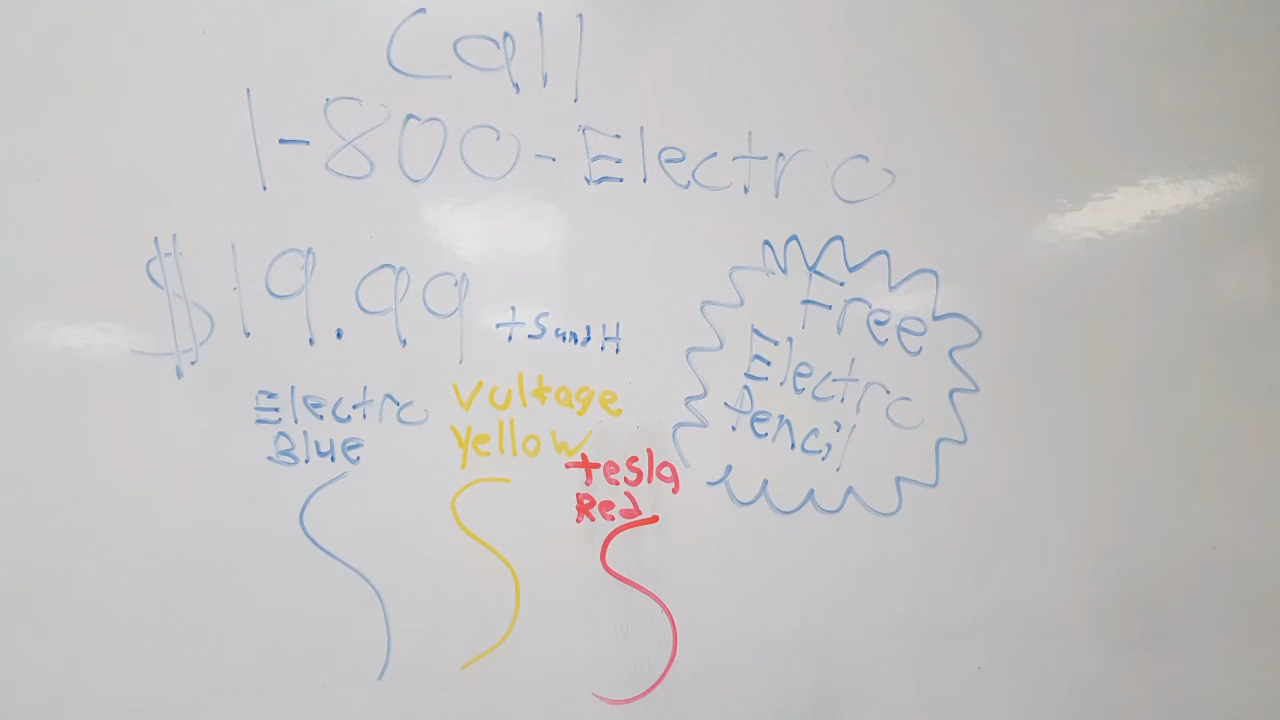 Call
1-800-Electro
$19.99 + S and H
Free
Electro
Pencil
Electro
Blue
Vultage
Yellow
tesla
Red